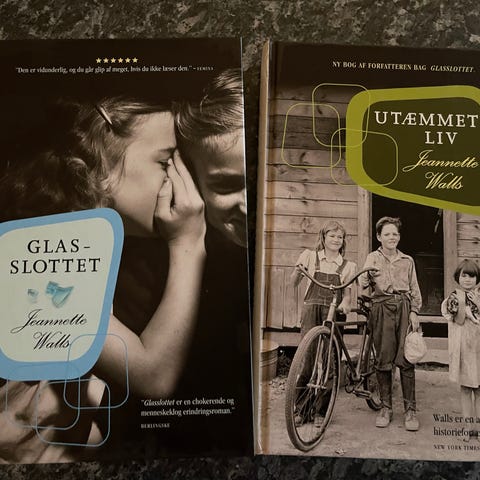 ★★★★★★
"Den er vidunderlig, og du går glip af meget, hvis du ikke læser den." – FEMINA
GLAS-
SLOTTET
Jeannette
Walls
"Glasslottet er en chokerende og
menneskeklog erindringsroman."
BERLINGSKE
NY BOG AF FORFATTEREN BAG GLASSLOTTET.
UTÆMMET
LIV
Jeannette
Walls
Walls er en
historiefor
NEW YORK TIMES